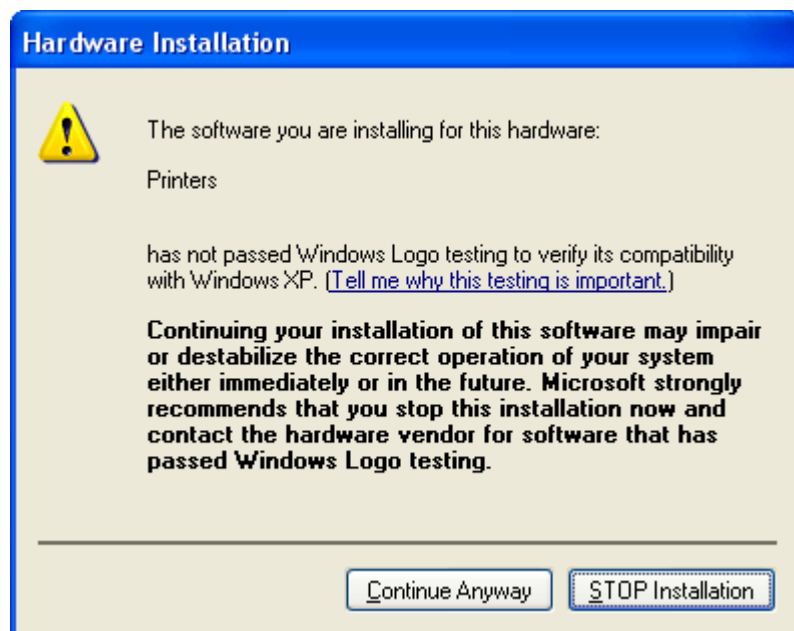 Hardware Installation
The software you are installing for this hardware:
Printers
has not passed Windows Logo testing to verify its compatibility
with Windows XP. (Tell me why this testing is important.)
Continuing your installation of this software may impair
or destabilize the correct operation of your system
either immediately or in the future. Microsoft strongly
recommends that you stop this installation now and
contact the hardware vendor for software that has
passed Windows Logo testing.
Continue Anyway
STOP Installation